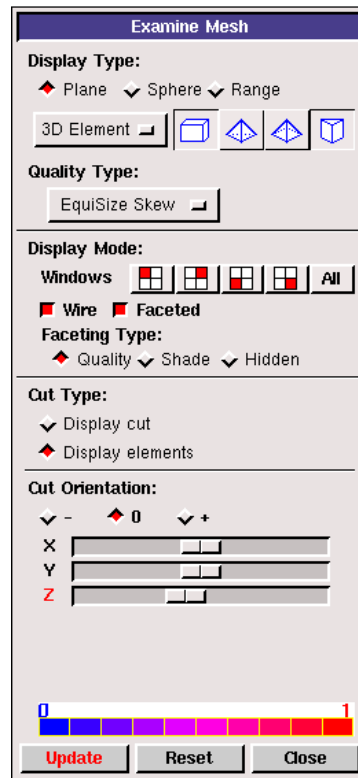 Examine Mesh
Display Type:
Plane Sphere Range
3D Element
Quality Type:
EquiSize Skew
Display Mode:
Windows All
Wire Faceted
Faceting Type:
Quality Shade Hidden
Cut Type:
Display cut
Display elements
Cut Orientation:
- 0 +
X
Y
Z
0 1
Update Reset Close